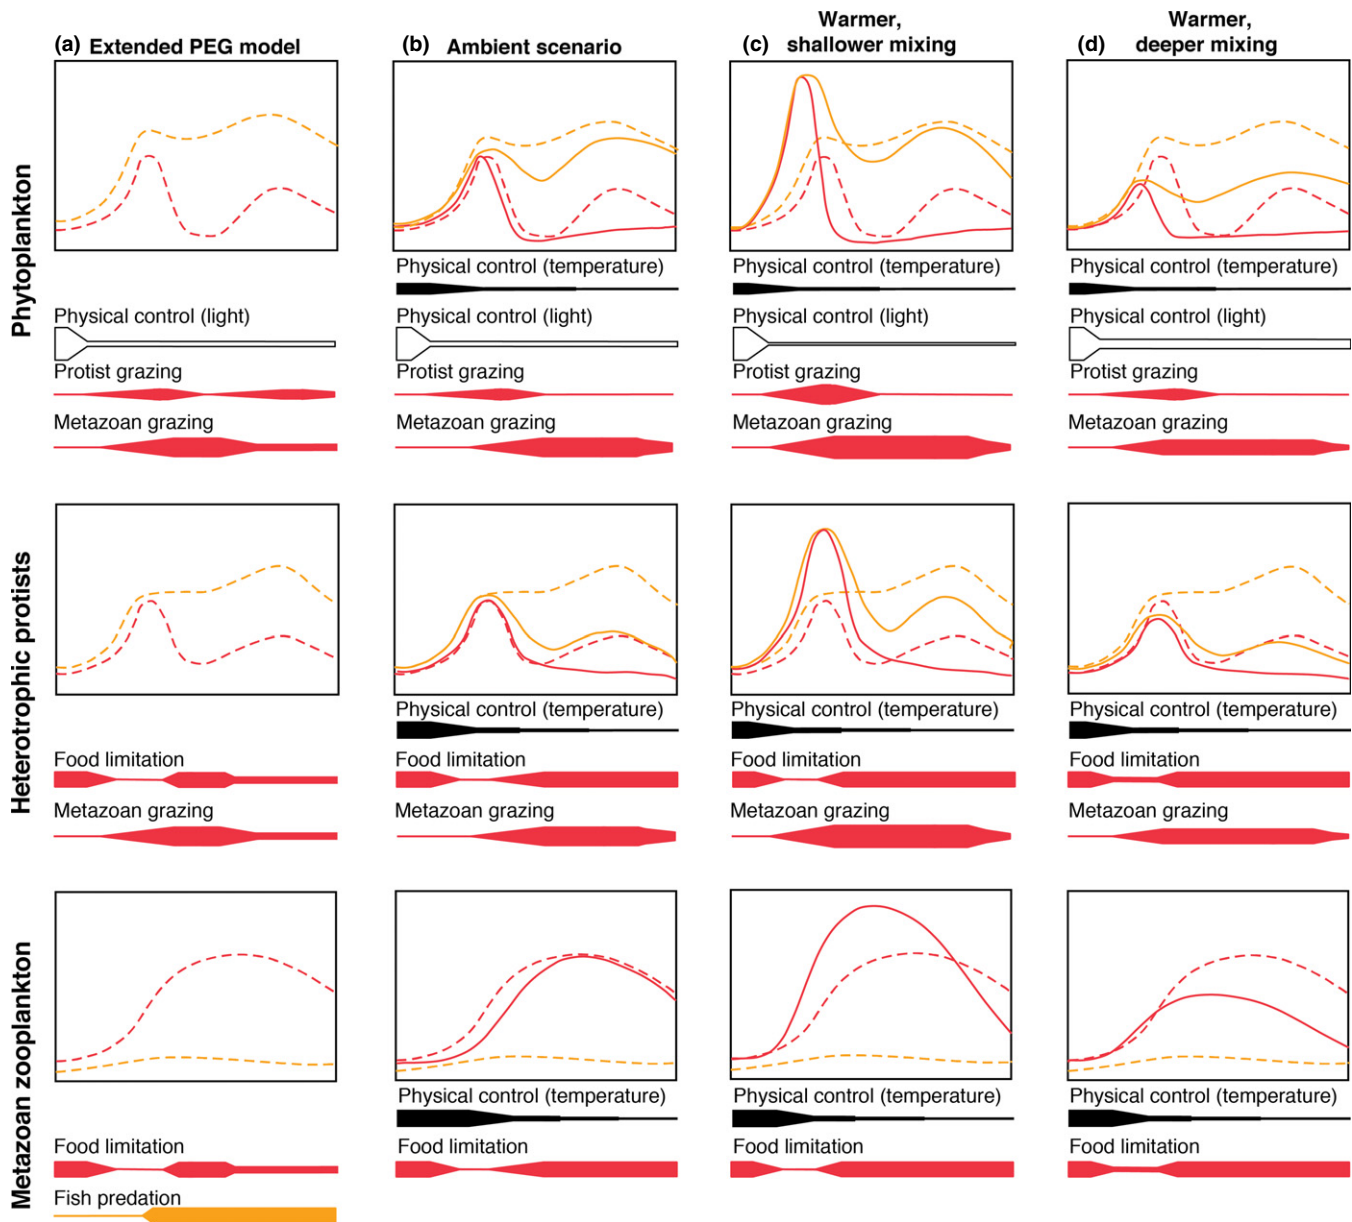 (a) Extended PEG model
(b) Ambient scenario
(c) Warmer,
shallower mixing
(d) Warmer,
deeper mixing
Phytoplankton
Physical control (temperature)
Physical control (temperature)
Physical control (temperature)
Physical control (light)
Physical control (light)
Physical control (light)
Physical control (light)
Protist grazing
Protist grazing
Protist grazing
Protist grazing
Metazoan grazing
Metazoan grazing
Metazoan grazing
Metazoan grazing
Heterotrophic protists
Physical control (temperature)
Physical control (temperature)
Physical control (temperature)
Food limitation
Food limitation
Food limitation
Food limitation
Metazoan grazing
Metazoan grazing
Metazoan grazing
Metazoan grazing
Metazoan zooplankton
Physical control (temperature)
Physical control (temperature)
Physical control (temperature)
Food limitation
Food limitation
Food limitation
Food limitation
Fish predation